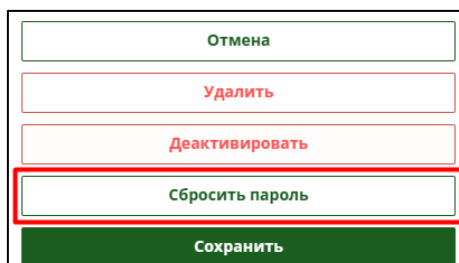 Отмена
Удалить
Деактивировать
Сбросить пароль
Сохранить